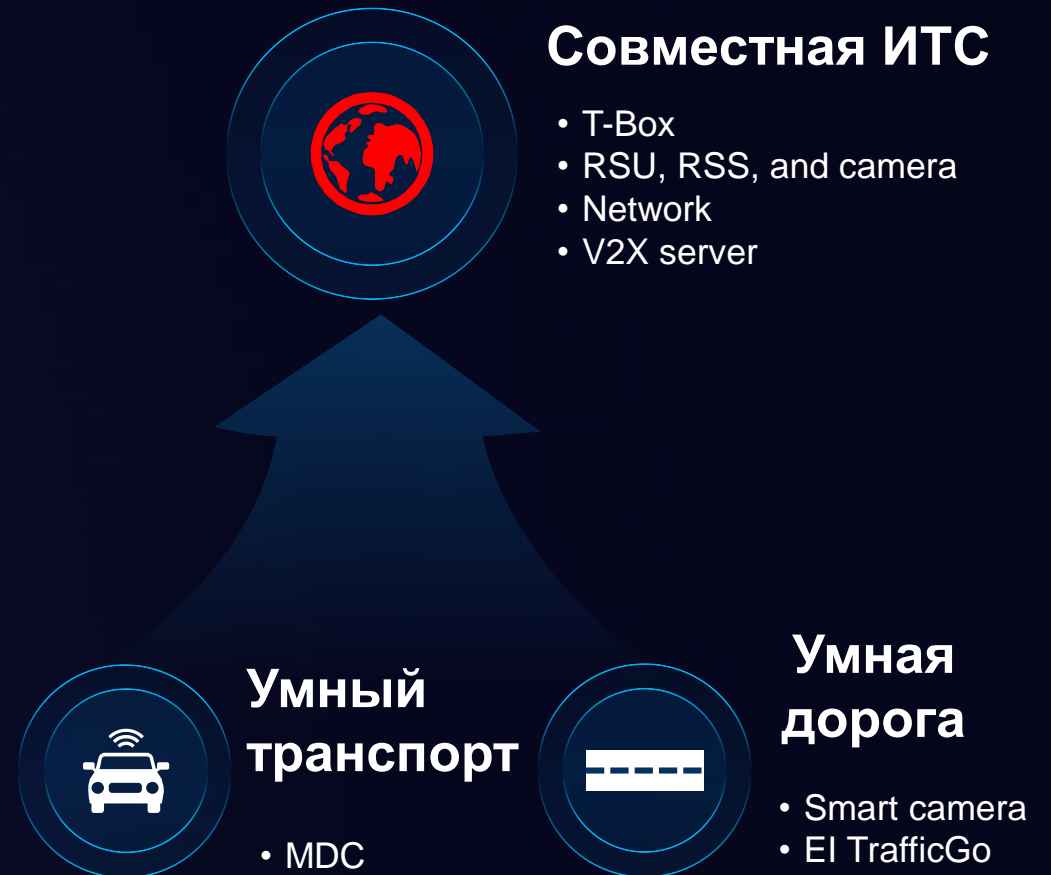 Совместная ИТС
• T-Box
• RSU, RSS, and camera
• Network
• V2X server
Умный
транспорт
• MDC
Умная
дорога
• Smart camera
• EI TrafficGo